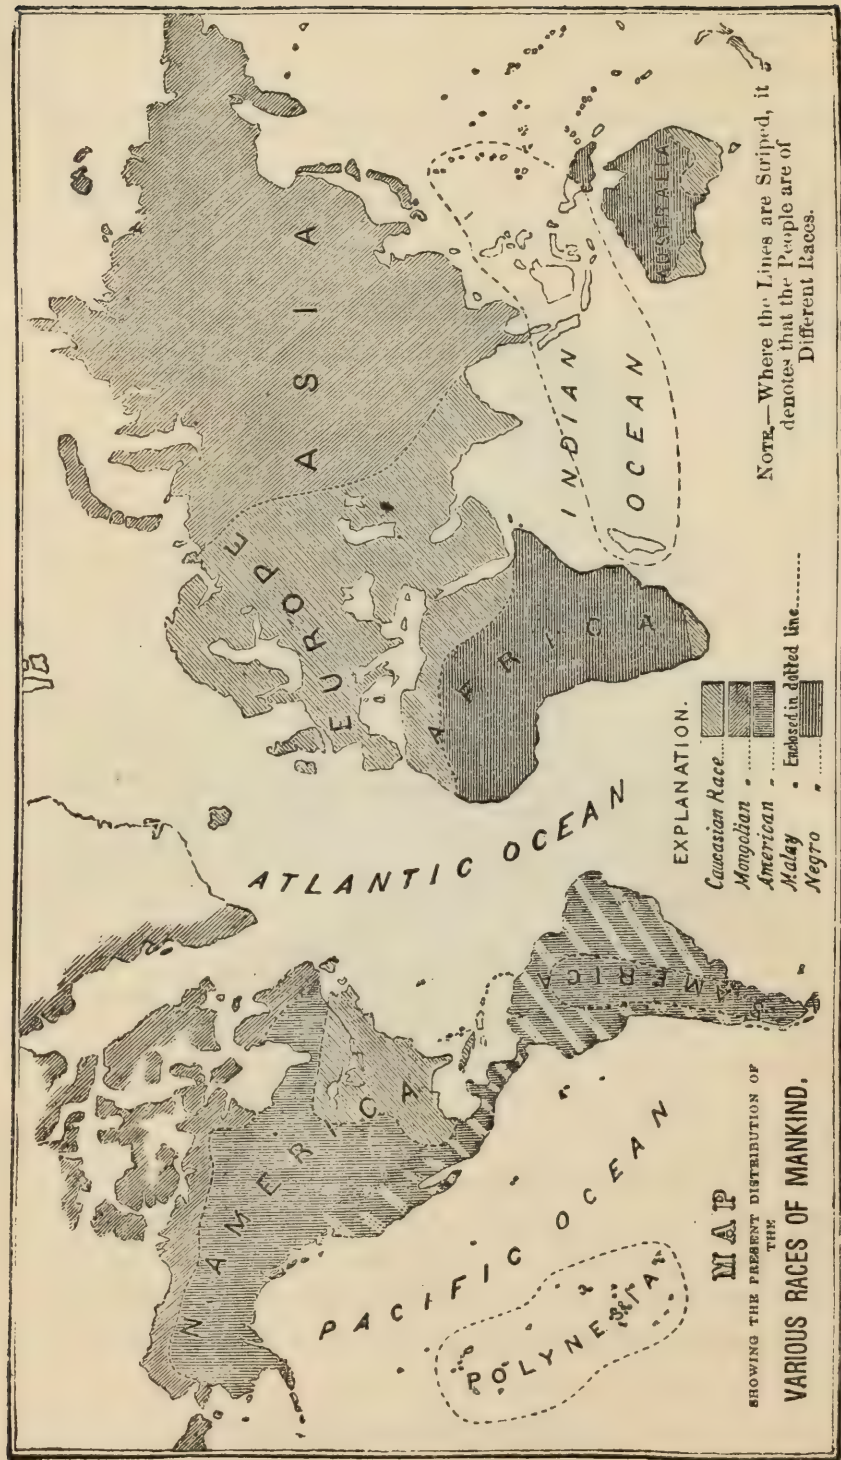 N. AMERICA
AMERICA
EUROPE
ASIA
AFRICA
AUSTRALIA
ATLANTIC OCEAN
PACIFIC OCEAN
POLYNESIA
INDIAN
OCEAN
MAP
SHOWING THE PRESENT DISTRIBUTION OF
THE
VARIOUS RACES OF MANKIND.
EXPLANATION.
Caucasian Race....
Mongolian " ......
American " ......
Malay " Enclosed in dotted line........
Negro " ......
NOTE.—Where the Lines are Striped, it
denotes that the People are of
Different Races.